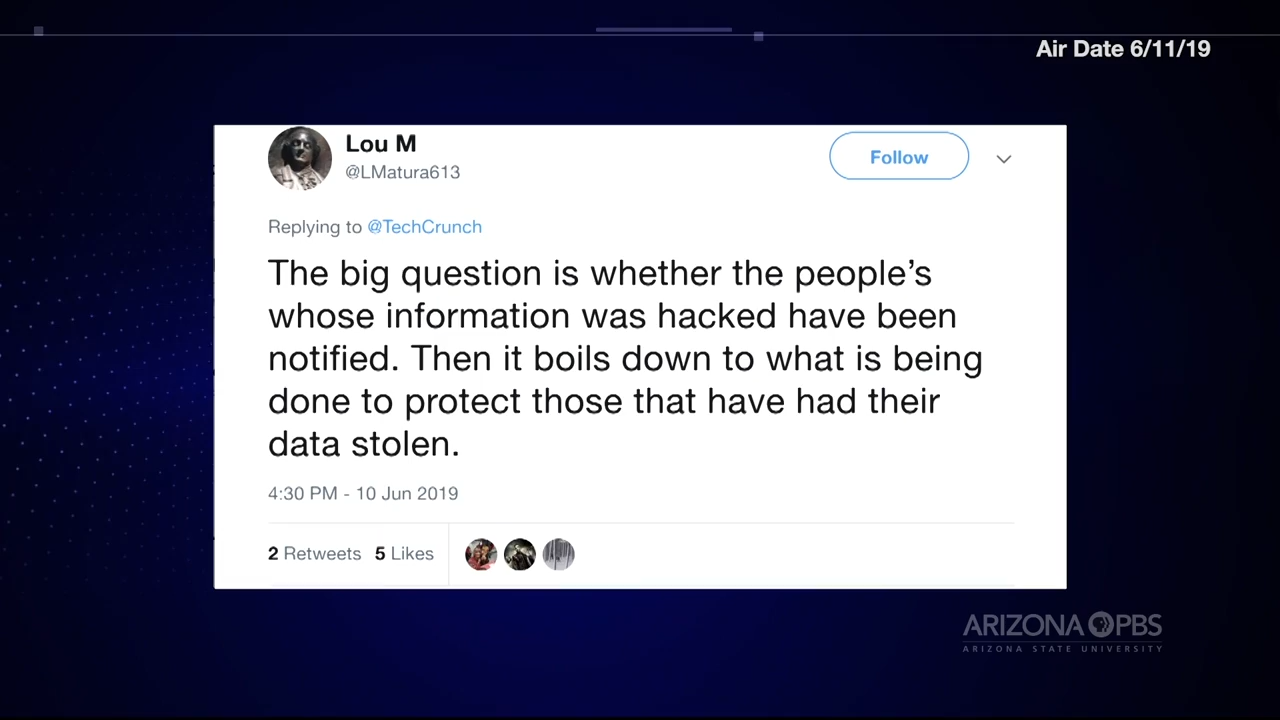 Air Date 6/11/19
Lou M
@LMatura613
Follow
Replying to @TechCrunch
The big question is whether the people’s
whose information was hacked have been
notified. Then it boils down to what is being
done to protect those that have had their
data stolen.
4:30 PM - 10 Jun 2019
2 Retweets 5 Likes
ARIZONA PBS
ARIZONA STATE UNIVERSITY